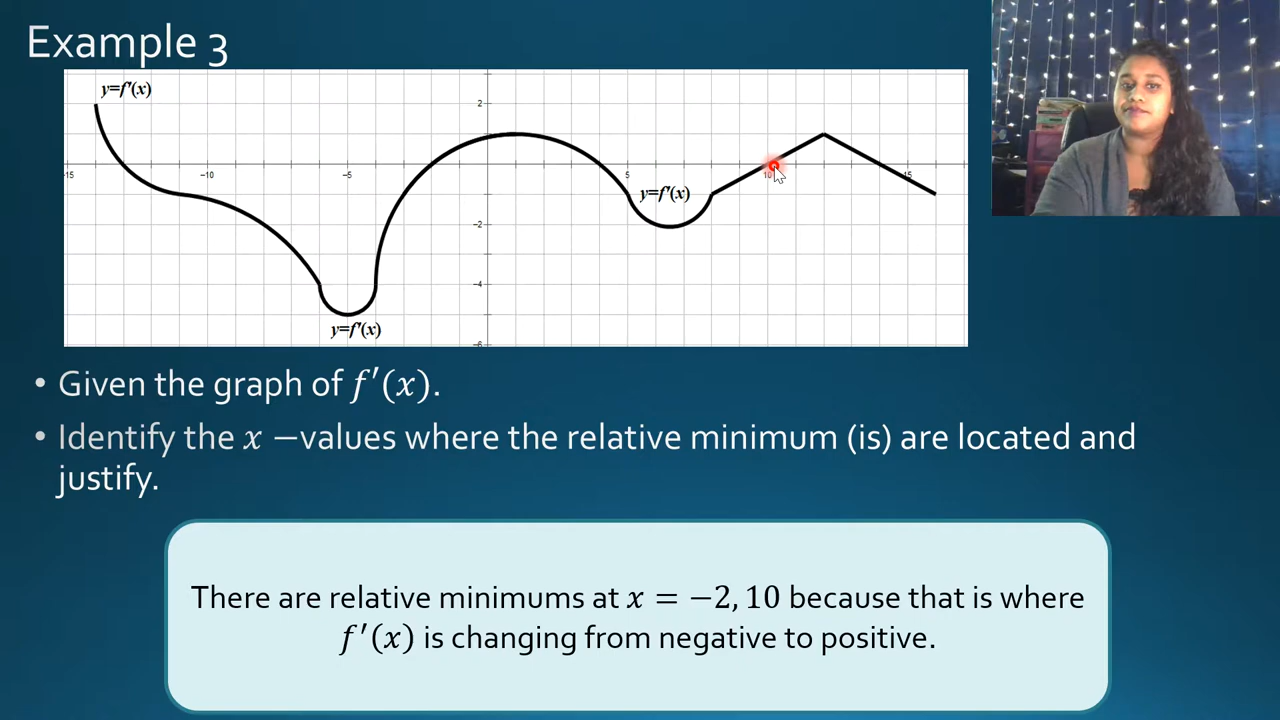 Example 3
y=f'(x)
2
-15 -10 -5 5 10 15
y=f'(x)
-2
-4
y=f'(x)
-6
• Given the graph of f′(x).
• Identify the x −values where the relative minimum (is) are located and
justify.
There are relative minimums at x = −2, 10 because that is where
f′(x) is changing from negative to positive.